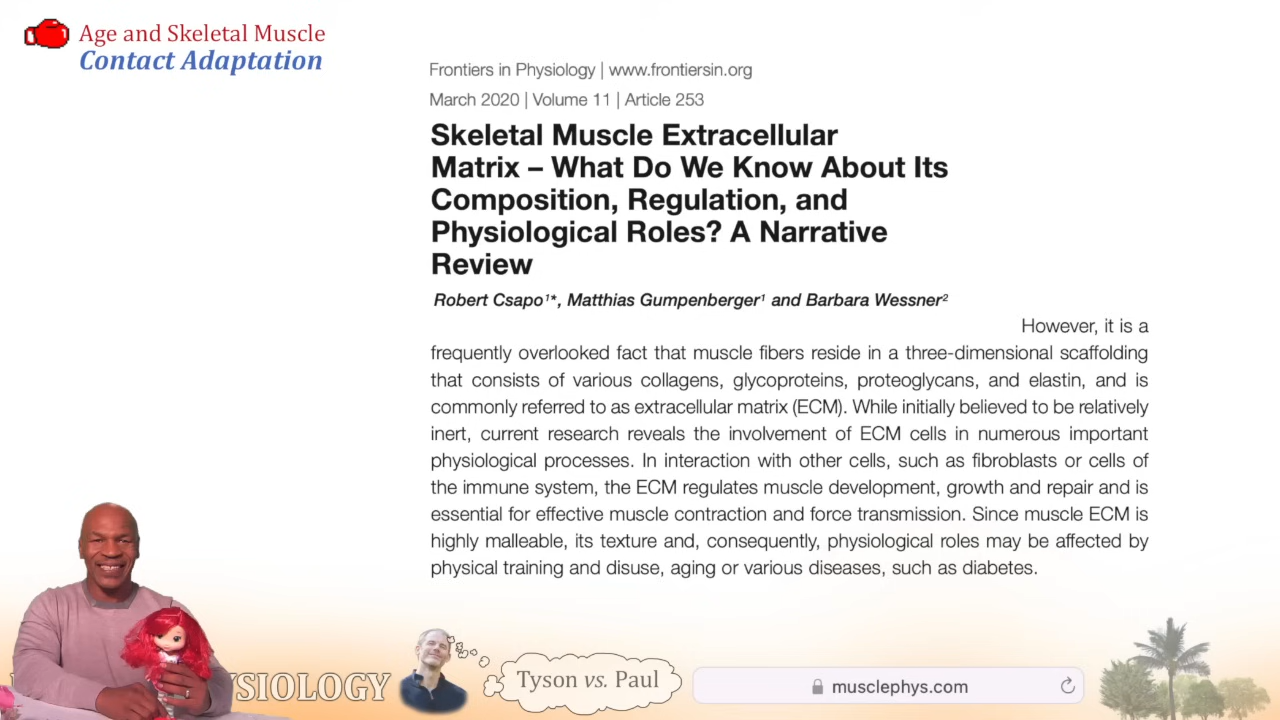 Age and Skeletal Muscle
Contact Adaptation
Frontiers in Physiology | www.frontiersin.org
March 2020 | Volume 11 | Article 253
Skeletal Muscle Extracellular
Matrix – What Do We Know About Its
Composition, Regulation, and
Physiological Roles? A Narrative
Review
Robert Csapo¹*, Matthias Gumpenberger¹ and Barbara Wessner²
However, it is a
frequently overlooked fact that muscle fibers reside in a three-dimensional scaffolding
that consists of various collagens, glycoproteins, proteoglycans, and elastin, and is
commonly referred to as extracellular matrix (ECM). While initially believed to be relatively
inert, current research reveals the involvement of ECM cells in numerous important
physiological processes. In interaction with other cells, such as fibroblasts or cells of
the immune system, the ECM regulates muscle development, growth and repair and is
essential for effective muscle contraction and force transmission. Since muscle ECM is
highly malleable, its texture and, consequently, physiological roles may be affected by
physical training and disuse, aging or various diseases, such as diabetes.
SIOLOGY
Tyson vs. Paul
musclephys.com